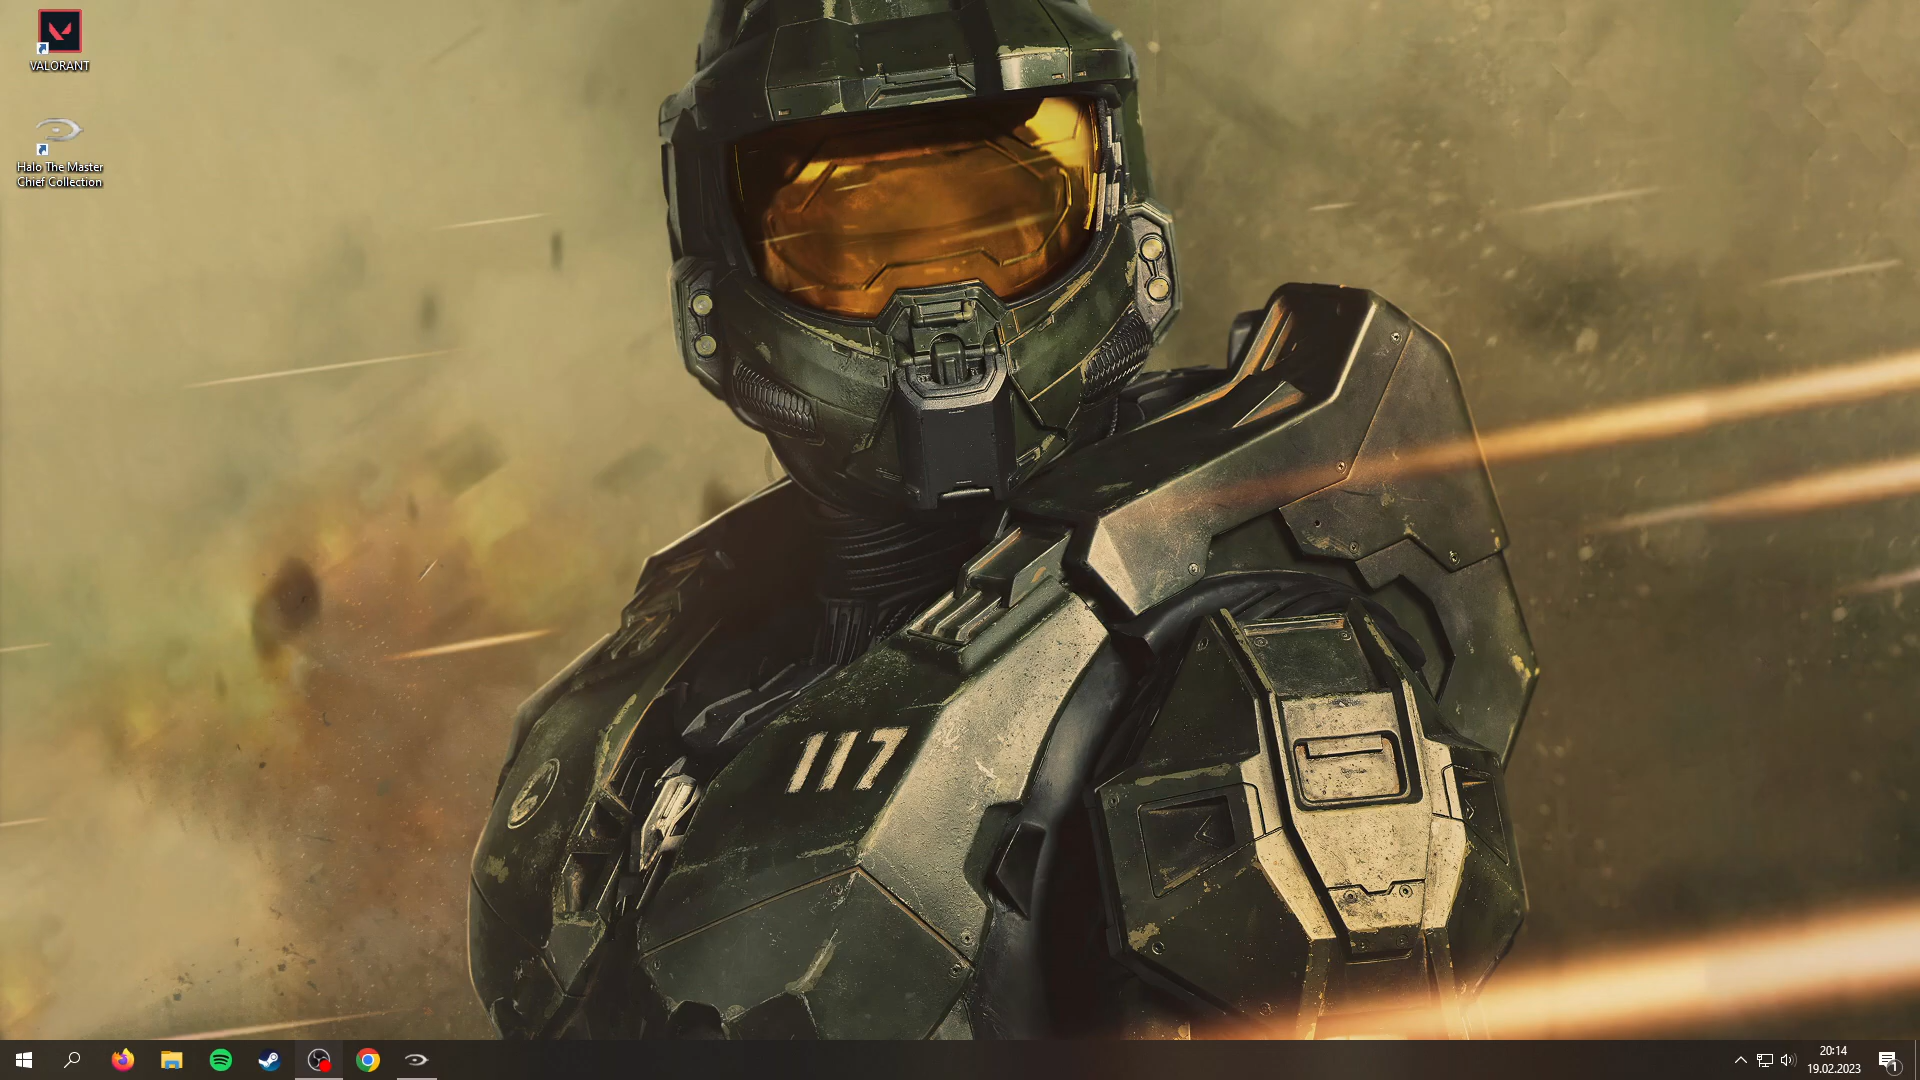 VALORANT
Halo The Master
Chief Collection
117
20:14
19.02.2023
1